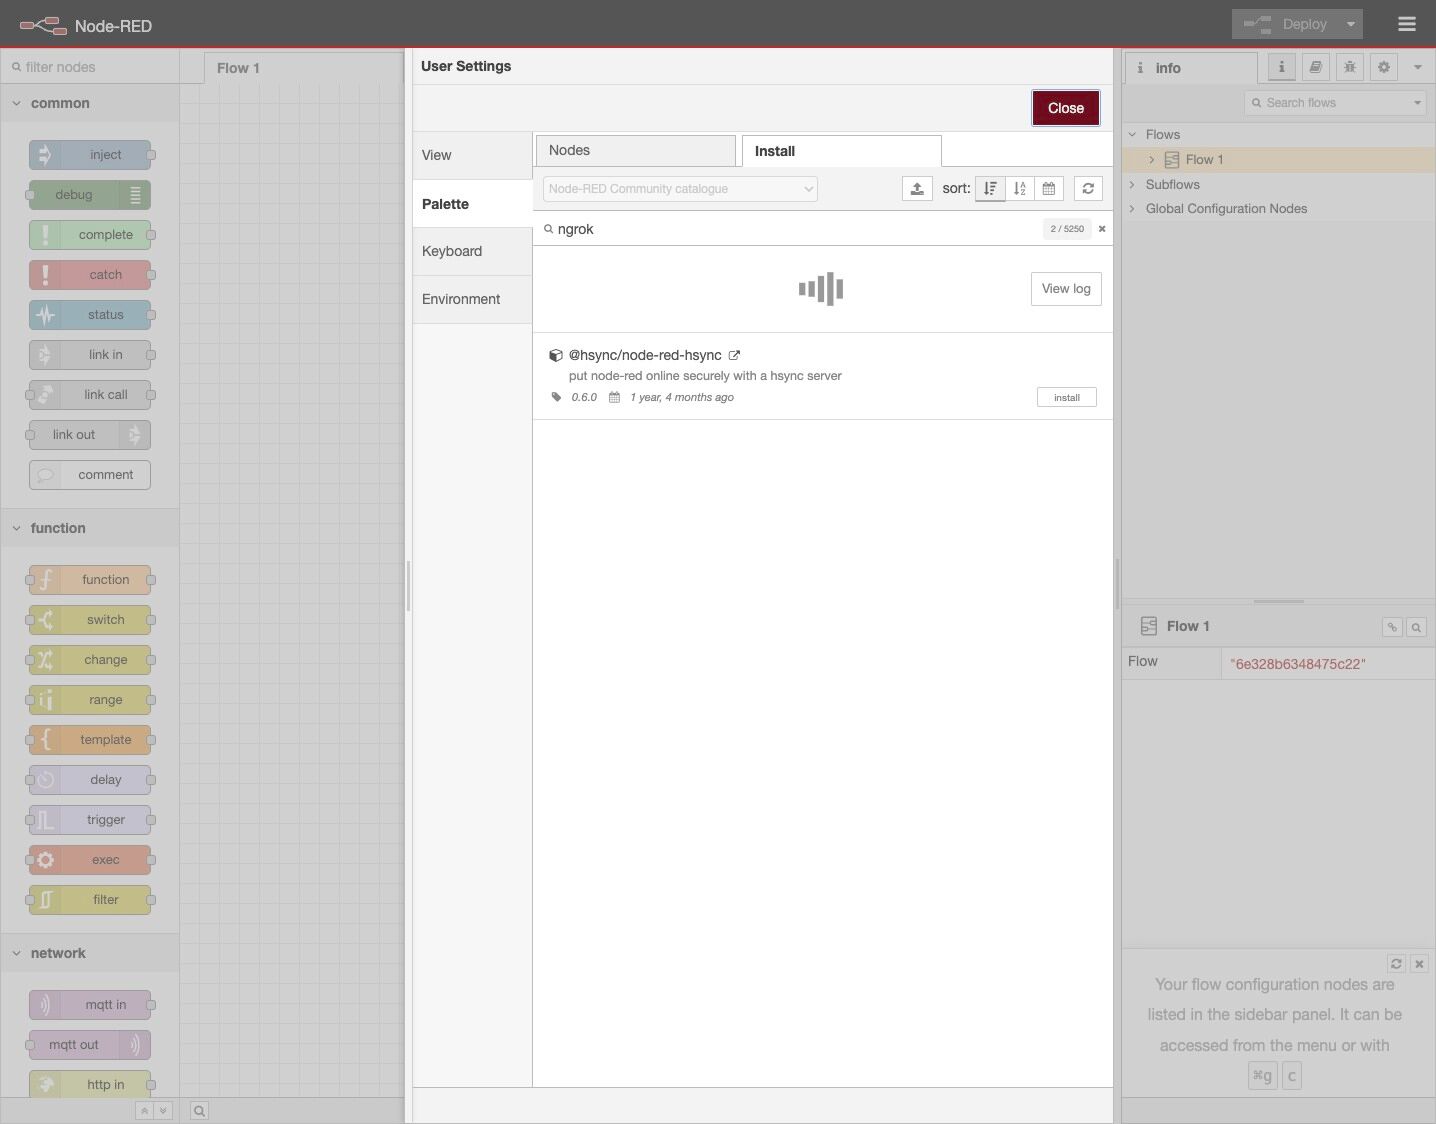 Node-RED
Deploy
filter nodes
common
inject
debug
complete
catch
status
link in
link call
link out
comment
function
function
switch
change
range
template
delay
trigger
exec
filter
network
mqtt in
mqtt out
http in
Flow 1
User Settings
Close
View
Palette
Keyboard
Environment
Nodes
Install
Node-RED Community catalogue
sort:
ngrok
2 / 5250
View log
@hsync/node-red-hsync
put node-red online securely with a hsync server
0.6.0 1 year, 4 months ago
install
info
Search flows
Flows
Flow 1
Subflows
Global Configuration Nodes
Flow 1
Flow "6e328b6348475c22"
Your flow configuration nodes are
listed in the sidebar panel. It can be
accessed from the menu or with
⌘g c